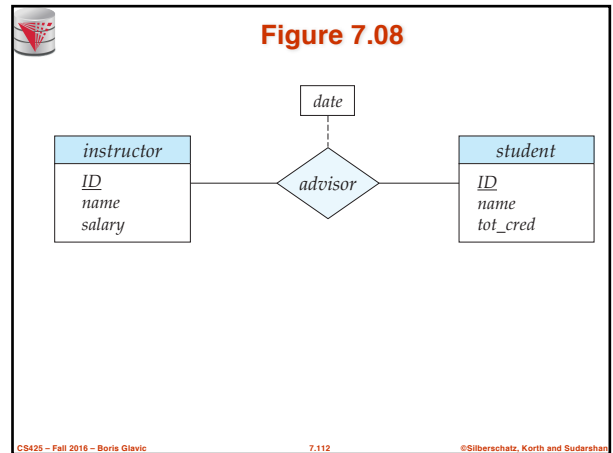 Figure 7.08
date
instructor
ID
name
salary
advisor
student
ID
name
tot_cred
CS425 – Fall 2016 – Boris Glavic
7.112
©Silberschatz, Korth and Sudarshan